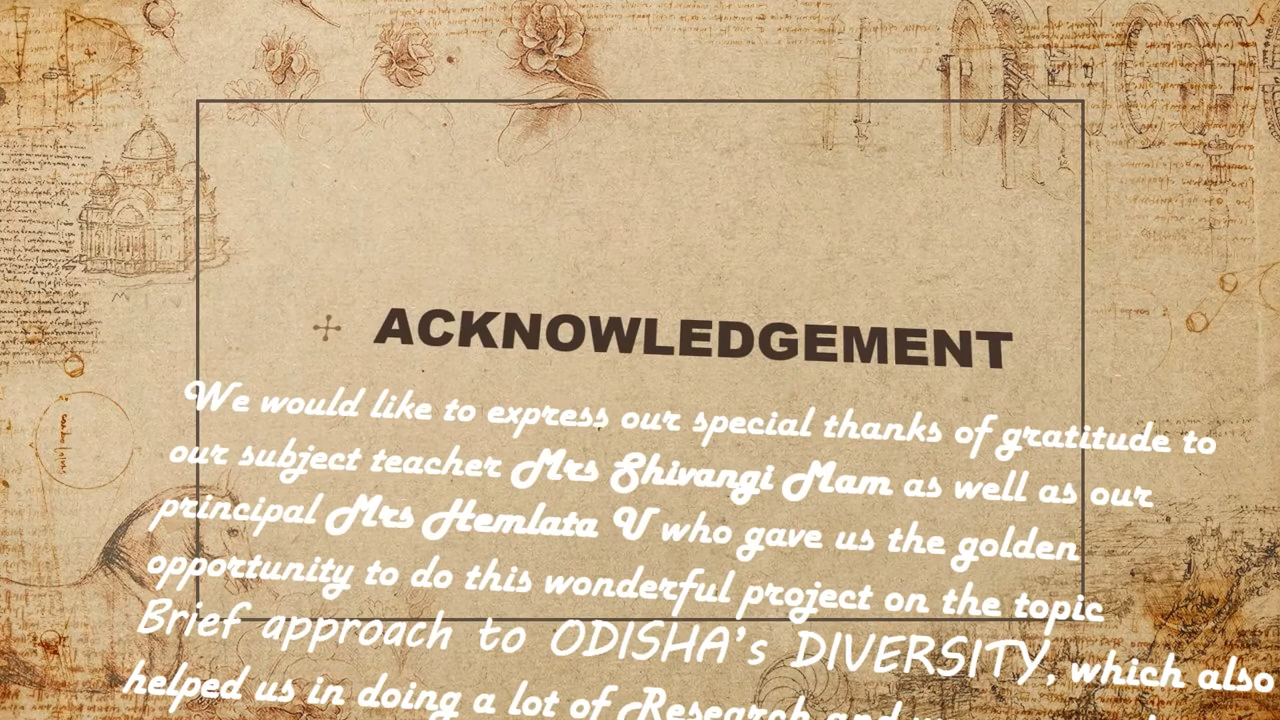 ACKNOWLEDGEMENT
We would like to express our special thanks of gratitude to
our subject teacher Mrs Shivangi Mam as well as our
principal Mrs Hemlata V who gave us the golden
opportunity to do this wonderful project on the topic
Brief approach to ODISHA's DIVERSITY, which also
helped us in doing a lot of Research and